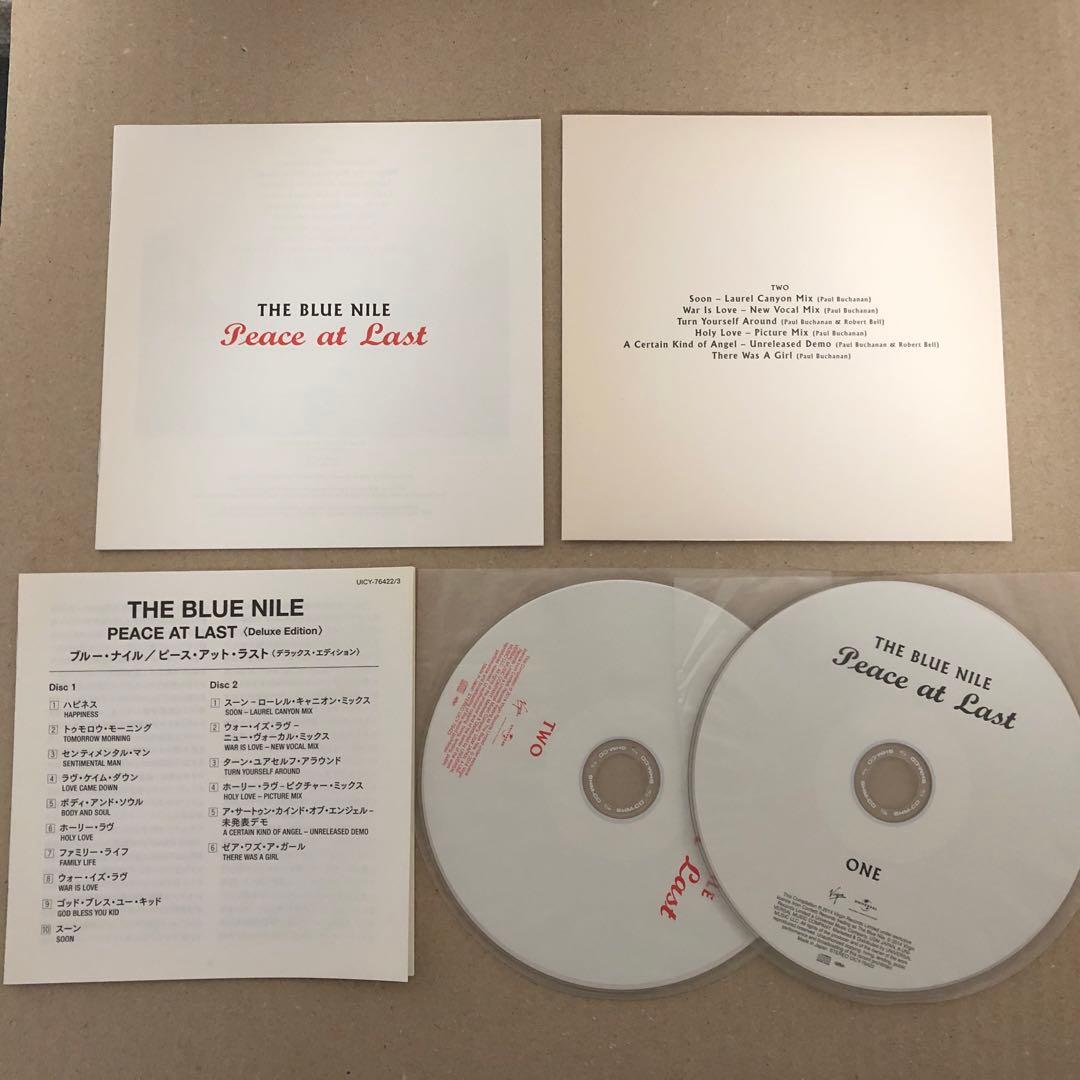 THE BLUE NILE
Peace at Last
TWO
Soon – Laurel Canyon Mix (Paul Buchanan)
War Is Love – New Vocal Mix (Paul Buchanan)
Turn Yourself Around (Paul Buchanan & Robert Bell)
Holy Love – Picture Mix (Paul Buchanan)
A Certain Kind of Angel – Unreleased Demo (Paul Buchanan & Robert Bell)
There Was A Girl (Paul Buchanan)
UICY-76422/3
THE BLUE NILE
PEACE AT LAST〈Deluxe Edition〉
ブルー・ナイル／ピース・アット・ラスト〈デラックス・エディション〉
Disc 1
1 ハピネス
HAPPINESS
2 トゥモロウ・モーニング
TOMORROW MORNING
3 センティメンタル・マン
SENTIMENTAL MAN
4 ラヴ・ケイム・ダウン
LOVE CAME DOWN
5 ボディ・アンド・ソウル
BODY AND SOUL
6 ホーリー・ラヴ
HOLY LOVE
7 ファミリー・ライフ
FAMILY LIFE
8 ウォー・イズ・ラヴ
WAR IS LOVE
9 ゴッド・ブレス・ユー・キッド
GOD BLESS YOU KID
10 スーン
SOON
Disc 2
1 スーン－ローレル・キャニオン・ミックス
SOON – LAUREL CANYON MIX
2 ウォー・イズ・ラヴ－
ニュー・ヴォーカル・ミックス
WAR IS LOVE – NEW VOCAL MIX
3 ターン・ユアセルフ・アラウンド
TURN YOURSELF AROUND
4 ホーリー・ラヴ－ピクチャー・ミックス
HOLY LOVE – PICTURE MIX
5 ア・サートゥン・カインド・オブ・エンジェル－
未発表デモ
A CERTAIN KIND OF ANGEL – UNRELEASED DEMO
6 ゼア・ワズ・ア・ガール
THERE WAS A GIRL
TWO
Virgin
Last
SHM-CD
THE BLUE NILE
Peace at Last
SHM-CD
ONE
Virgin
UNIVERSAL
Made in Japan STEREO UICY-76422